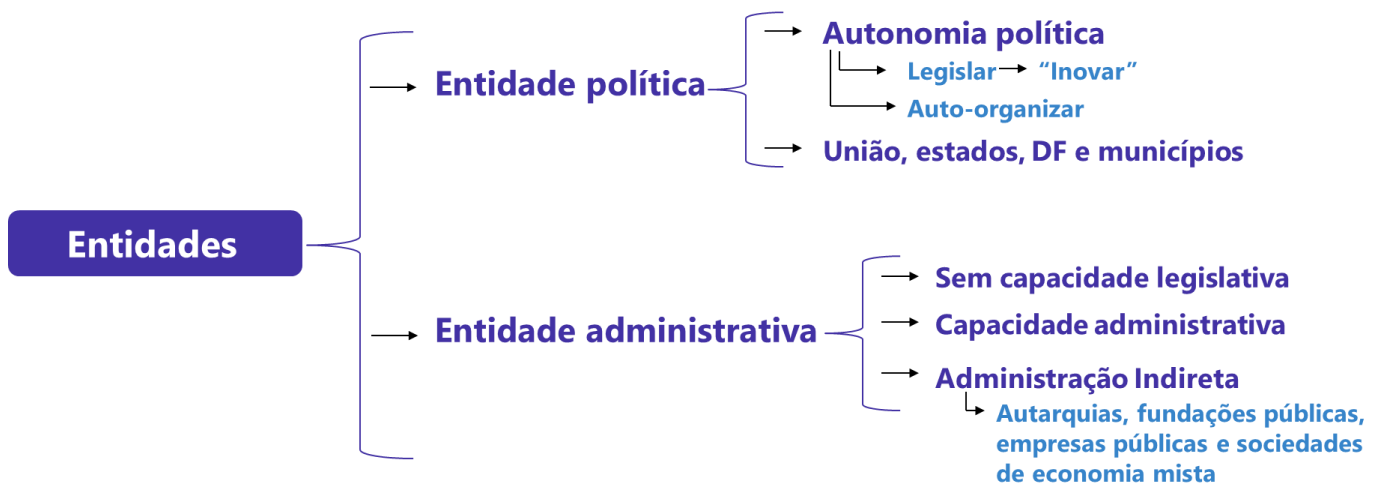 Entidades
Entidade política
Autonomia política
Legislar
“Inovar”
Auto-organizar
União, estados, DF e municípios
Entidade administrativa
Sem capacidade legislativa
Capacidade administrativa
Administração Indireta
Autarquias, fundações públicas,
empresas públicas e sociedades
de economia mista